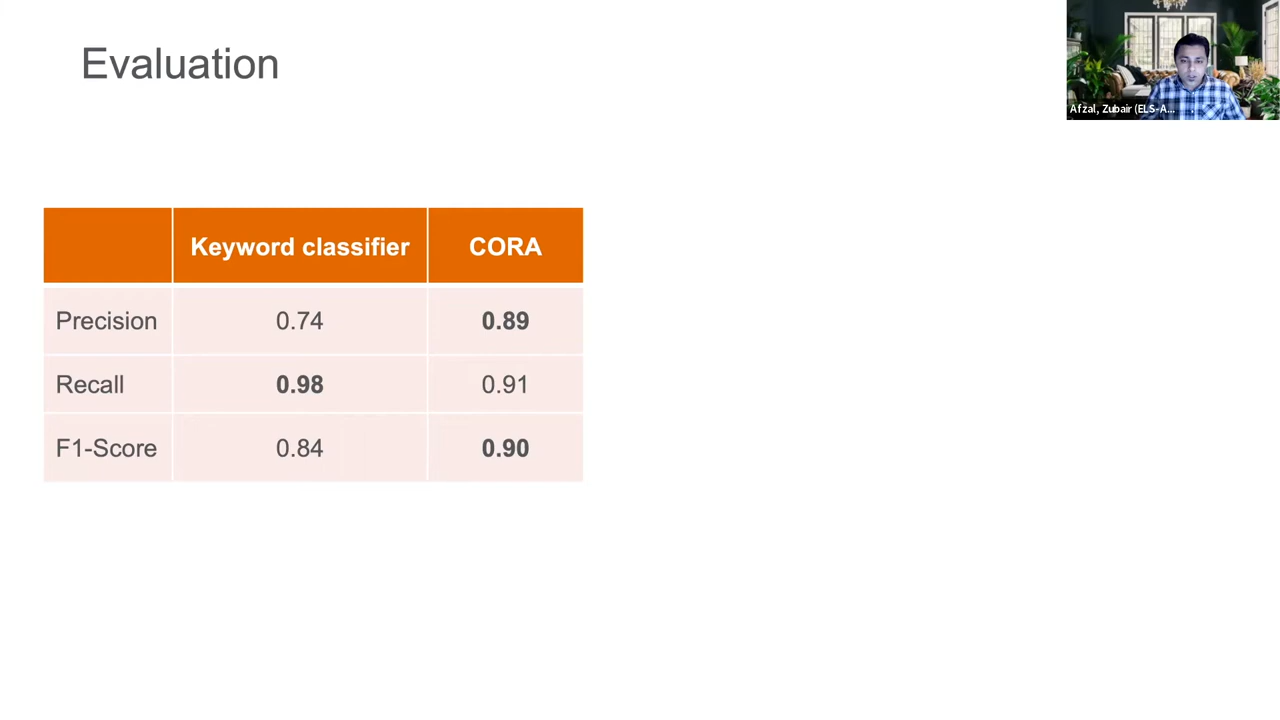 Evaluation
Afzal, Zubair (ELS-A...
Keyword classifier CORA
Precision 0.74 0.89
Recall 0.98 0.91
F1-Score 0.84 0.90